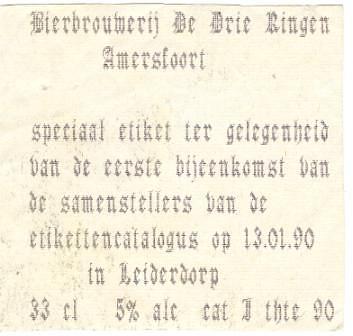 Bierbrouwerij De Drie Ringen
Amersfoort
speciaal etiket ter gelegenheid
van de eerste bijeenkomst van
de samenstellers van de
etikettencatalogus op 13.01.90
in Leiderdorp
33 cl 5% alc cat I thte 90